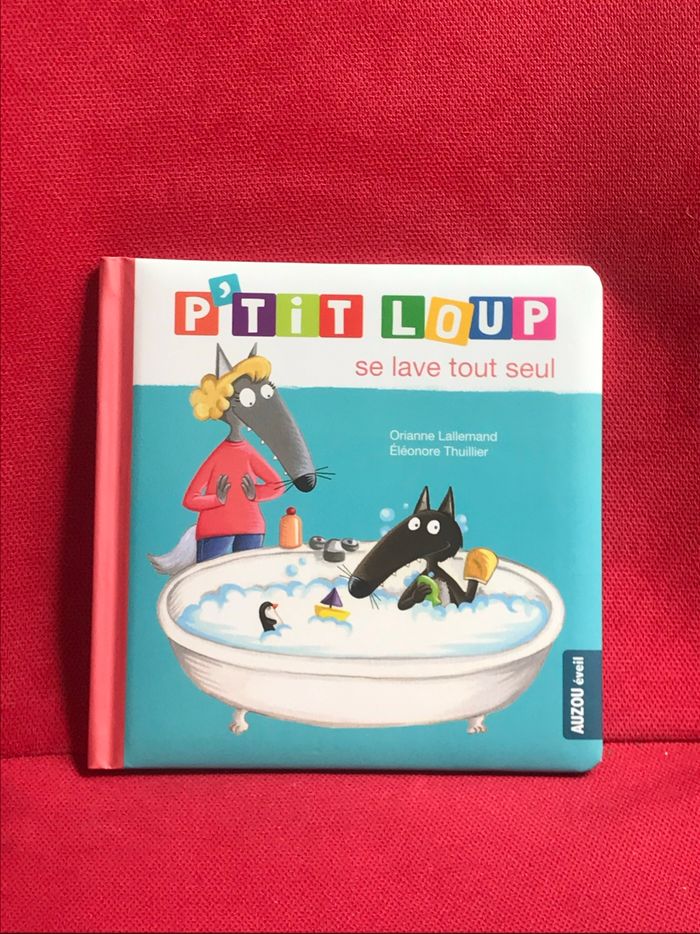 P'TiT LOUP
se lave tout seul
Orianne Lallemand
Éléonore Thuillier
AUZOU éveil